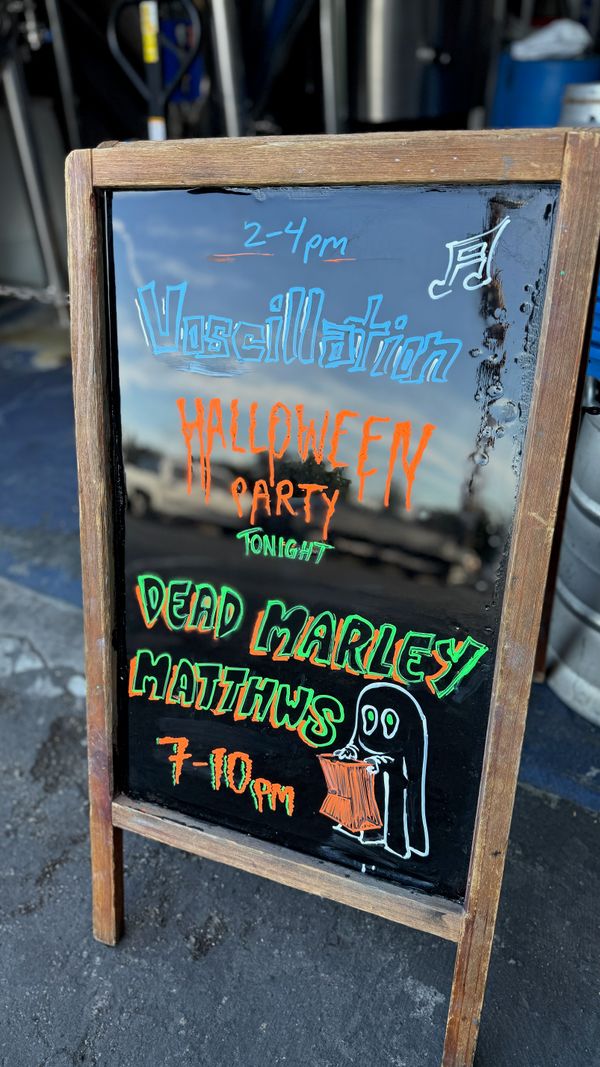 2-4pm
Voscillation
HALLOWEEN
PARTY
TONIGHT
DEAD MARLEY
MATTHWS
7-10PM